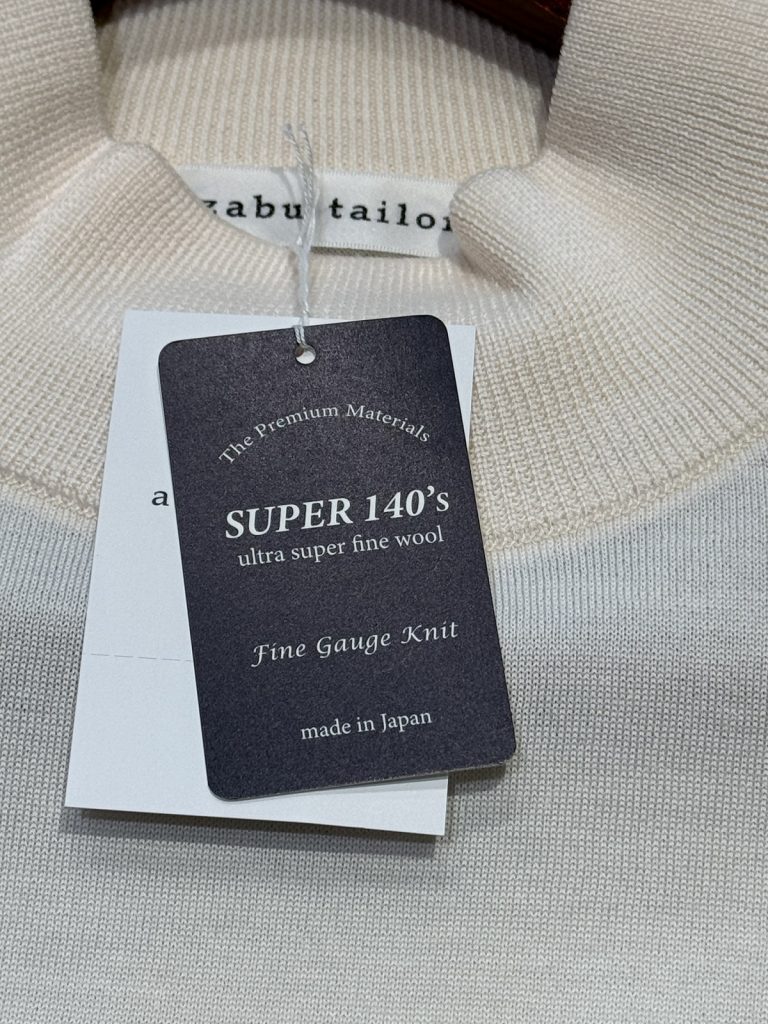 zabu tailor
The Premium Materials
a
SUPER 140's
ultra super fine wool
Fine Gauge Knit
made in Japan